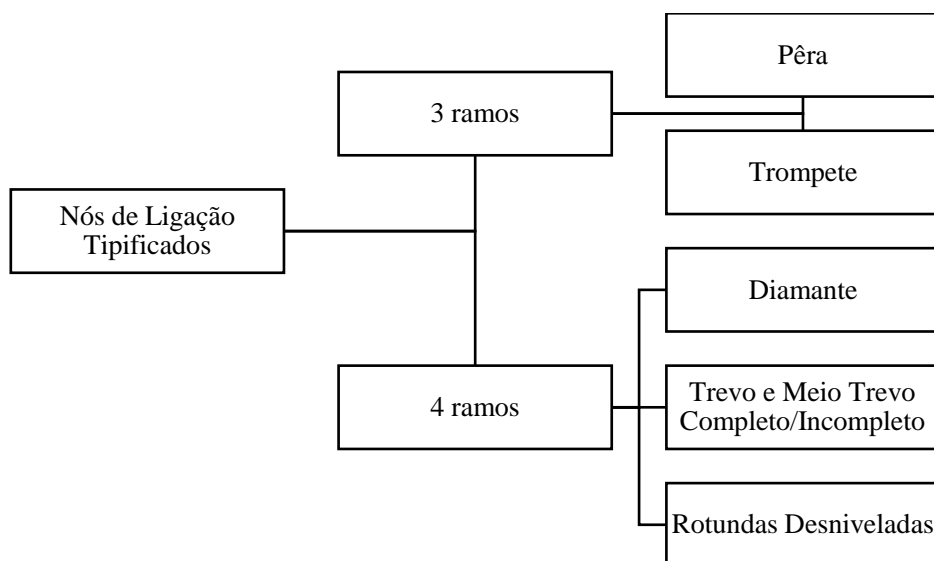 Nós de Ligação
Tipificados
3 ramos
Pêra
Trompete
4 ramos
Diamante
Trevo e Meio Trevo
Completo/Incompleto
Rotundas Desniveladas